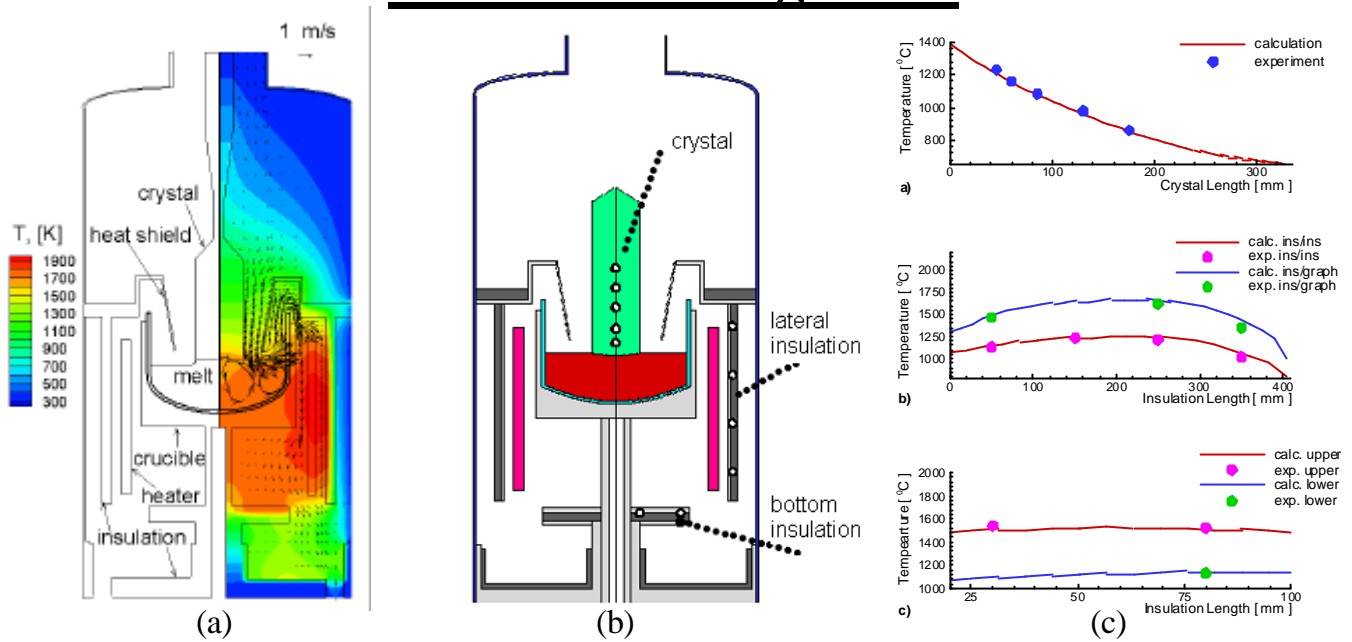 1 m/s
crystal
heat shield
T, [K]
1900
1700
1500
1300
1100
900
700
500
300
melt
crucible
heater
insulation
(a)
crystal
lateral
insulation
bottom
insulation
(b)
calculation
experiment
Temperature [ ⁰C]
1400
1200
1000
800
0 100 200 300
Crystal Length [ mm ]
a)
calc. ins/ins
exp. ins/ins
calc. ins/graph
exp. ins/graph
Temperature [ ⁰C]
2000
1750
1500
1250
1000
0 100 200 300 400
Insulation Length [ mm ]
b)
calc. upper
exp. upper
calc. lower
exp. lower
Tempearture [ ⁰C]
2000
1800
1600
1400
1200
1000
25 50 75 100
Insulation Length [ mm ]
c)
(c)